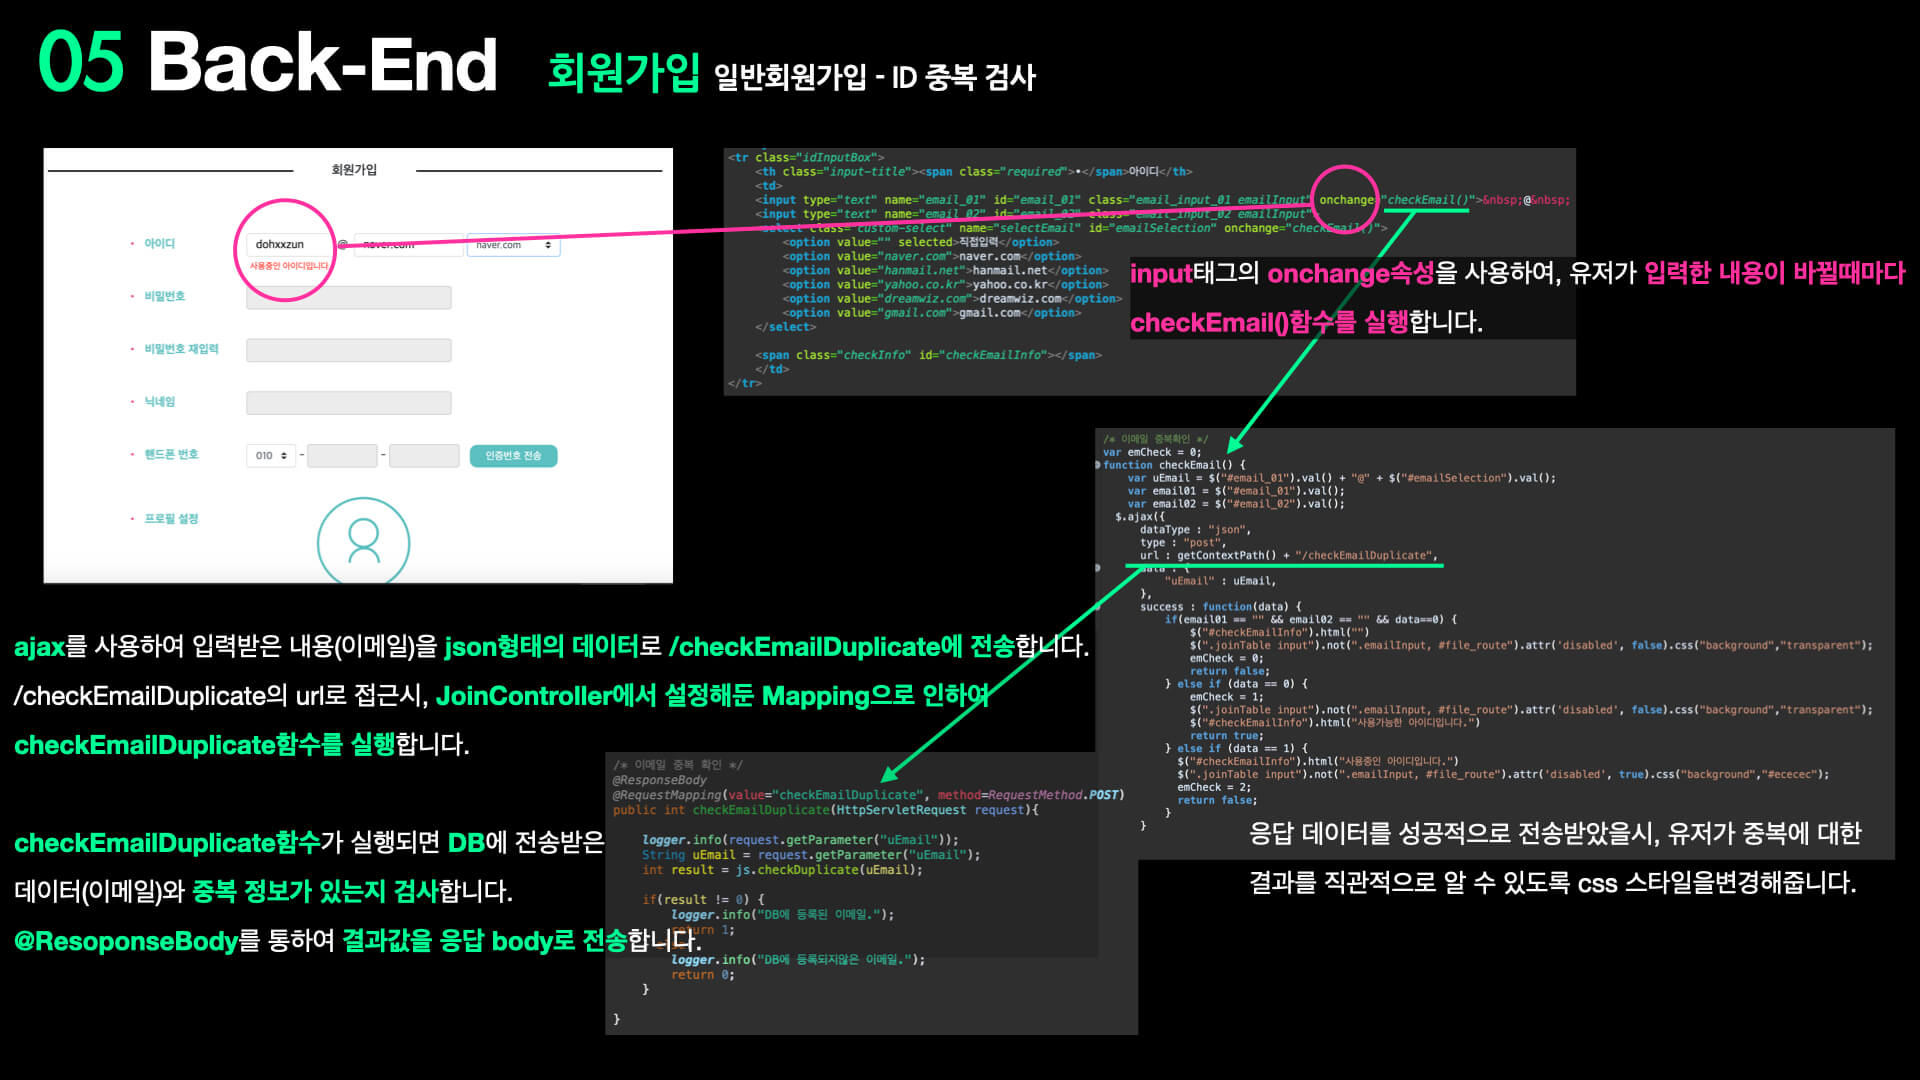 05 Back-End 회원가입 일반회원가입 - ID 중복 검사
회원가입
• 아이디 dohxxzun @ naver.com naver.com
사용중인 아이디입니다
• 비밀번호
• 비밀번호 재입력
• 닉네임
• 핸드폰 번호 010 - - 인증번호 전송
• 프로필 설정
<tr class="idInputBox">
<th class="input-title"><span class="required">•</span>아이디</th>
<td>
<input type="text" name="email_01" id="email_01" class="email_input_01 emailInput" onchange="checkEmail()">&nbsp;@&nbsp;
<input type="text" name="email_02" id="email_02" class="email_input_02 emailInput">
<select class="custom-select" name="selectEmail" id="emailSelection" onchange="checkEmail()">
<option value="" selected>직접입력</option>
<option value="naver.com">naver.com</option>
<option value="hanmail.net">hanmail.net</option>
<option value="yahoo.co.kr">yahoo.co.kr</option>
<option value="dreamwiz.com">dreamwiz.com</option>
<option value="gmail.com">gmail.com</option>
</select>
<span class="checkInfo" id="checkEmailInfo"></span>
</td>
</tr>
input태그의 onchange속성을 사용하여, 유저가 입력한 내용이 바뀔때마다
checkEmail()함수를 실행합니다.
/* 이메일 중복확인 */
var emCheck = 0;
function checkEmail() {
var uEmail = $("#email_01").val() + "@" + $("#emailSelection").val();
var email01 = $("#email_01").val();
var email02 = $("#email_02").val();
$.ajax({
dataType : "json",
type : "post",
url : getContextPath() + "/checkEmailDuplicate",
data : {
"uEmail" : uEmail,
},
success : function(data) {
if(email01 == "" && email02 == "" && data==0) {
$("#checkEmailInfo").html("")
$(".joinTable input").not(".emailInput, #file_route").attr('disabled', false).css("background","transparent");
emCheck = 0;
return false;
} else if (data == 0) {
emCheck = 1;
$(".joinTable input").not(".emailInput, #file_route").attr('disabled', false).css("background","transparent");
$("#checkEmailInfo").html("사용가능한 아이디입니다.")
return true;
} else if (data == 1) {
$("#checkEmailInfo").html("사용중인 아이디입니다.")
$(".joinTable input").not(".emailInput, #file_route").attr('disabled', true).css("background","#ececec");
emCheck = 2;
return false;
}
}
응답 데이터를 성공적으로 전송받았을시, 유저가 중복에 대한
결과를 직관적으로 알 수 있도록 css 스타일을변경해줍니다.
ajax를 사용하여 입력받은 내용(이메일)을 json형태의 데이터로 /checkEmailDuplicate에 전송합니다.
/checkEmailDuplicate의 url로 접근시, JoinController에서 설정해둔 Mapping으로 인하여
checkEmailDuplicate함수를 실행합니다.
checkEmailDuplicate함수가 실행되면 DB에 전송받은
데이터(이메일)와 중복 정보가 있는지 검사합니다.
@ResoponseBody를 통하여 결과값을 응답 body로 전송합니다.
/* 이메일 중복 확인 */
@ResponseBody
@RequestMapping(value="checkEmailDuplicate", method=RequestMethod.POST)
public int checkEmailDuplicate(HttpServletRequest request){
logger.info(request.getParameter("uEmail"));
String uEmail = request.getParameter("uEmail");
int result = js.checkDuplicate(uEmail);
if(result != 0) {
logger.info("DB에 등록된 이메일.");
return 1;
logger.info("DB에 등록되지않은 이메일.");
return 0;
}
}